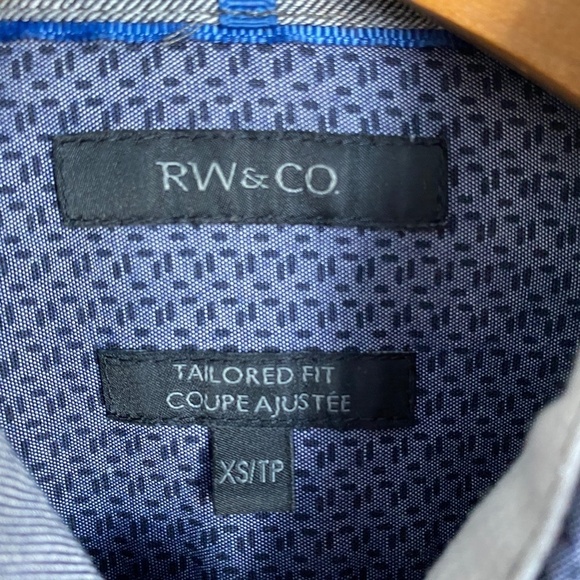 RW&CO.
TAILORED FIT
COUPE AJUSTÉE
XS/TP